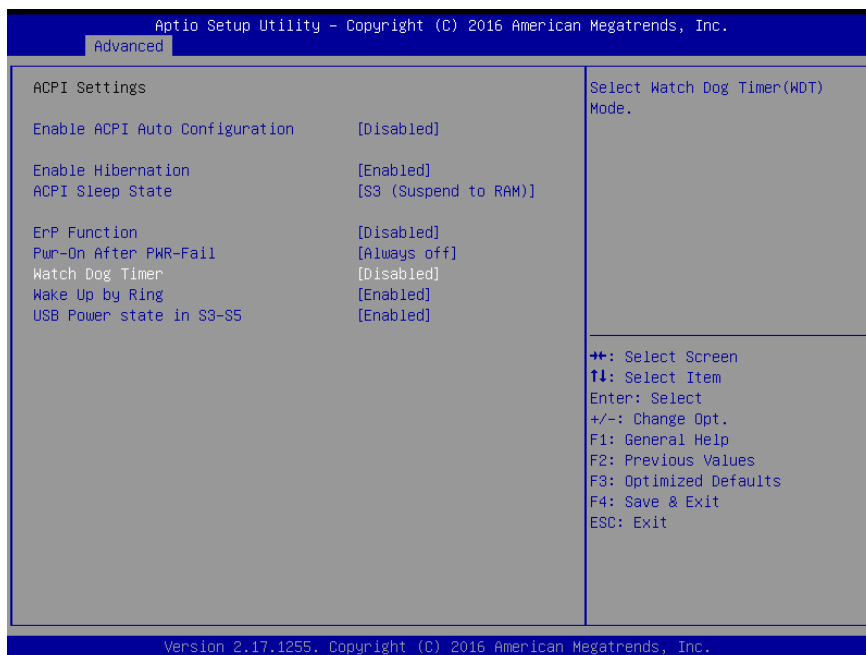 Aptio Setup Utility – Copyright (C) 2016 American Megatrends, Inc.
Advanced
ACPI Settings
Enable ACPI Auto Configuration [Disabled]
Enable Hibernation [Enabled]
ACPI Sleep State [S3 (Suspend to RAM)]
ErP Function [Disabled]
Pwr-On After PWR-Fail [Always off]
Watch Dog Timer [Disabled]
Wake Up by Ring [Enabled]
USB Power state in S3-S5 [Enabled]
Select Watch Dog Timer(WDT)
Mode.
→←: Select Screen
↑↓: Select Item
Enter: Select
+/-: Change Opt.
F1: General Help
F2: Previous Values
F3: Optimized Defaults
F4: Save & Exit
ESC: Exit
Version 2.17.1255. Copyright (C) 2016 American Megatrends, Inc.